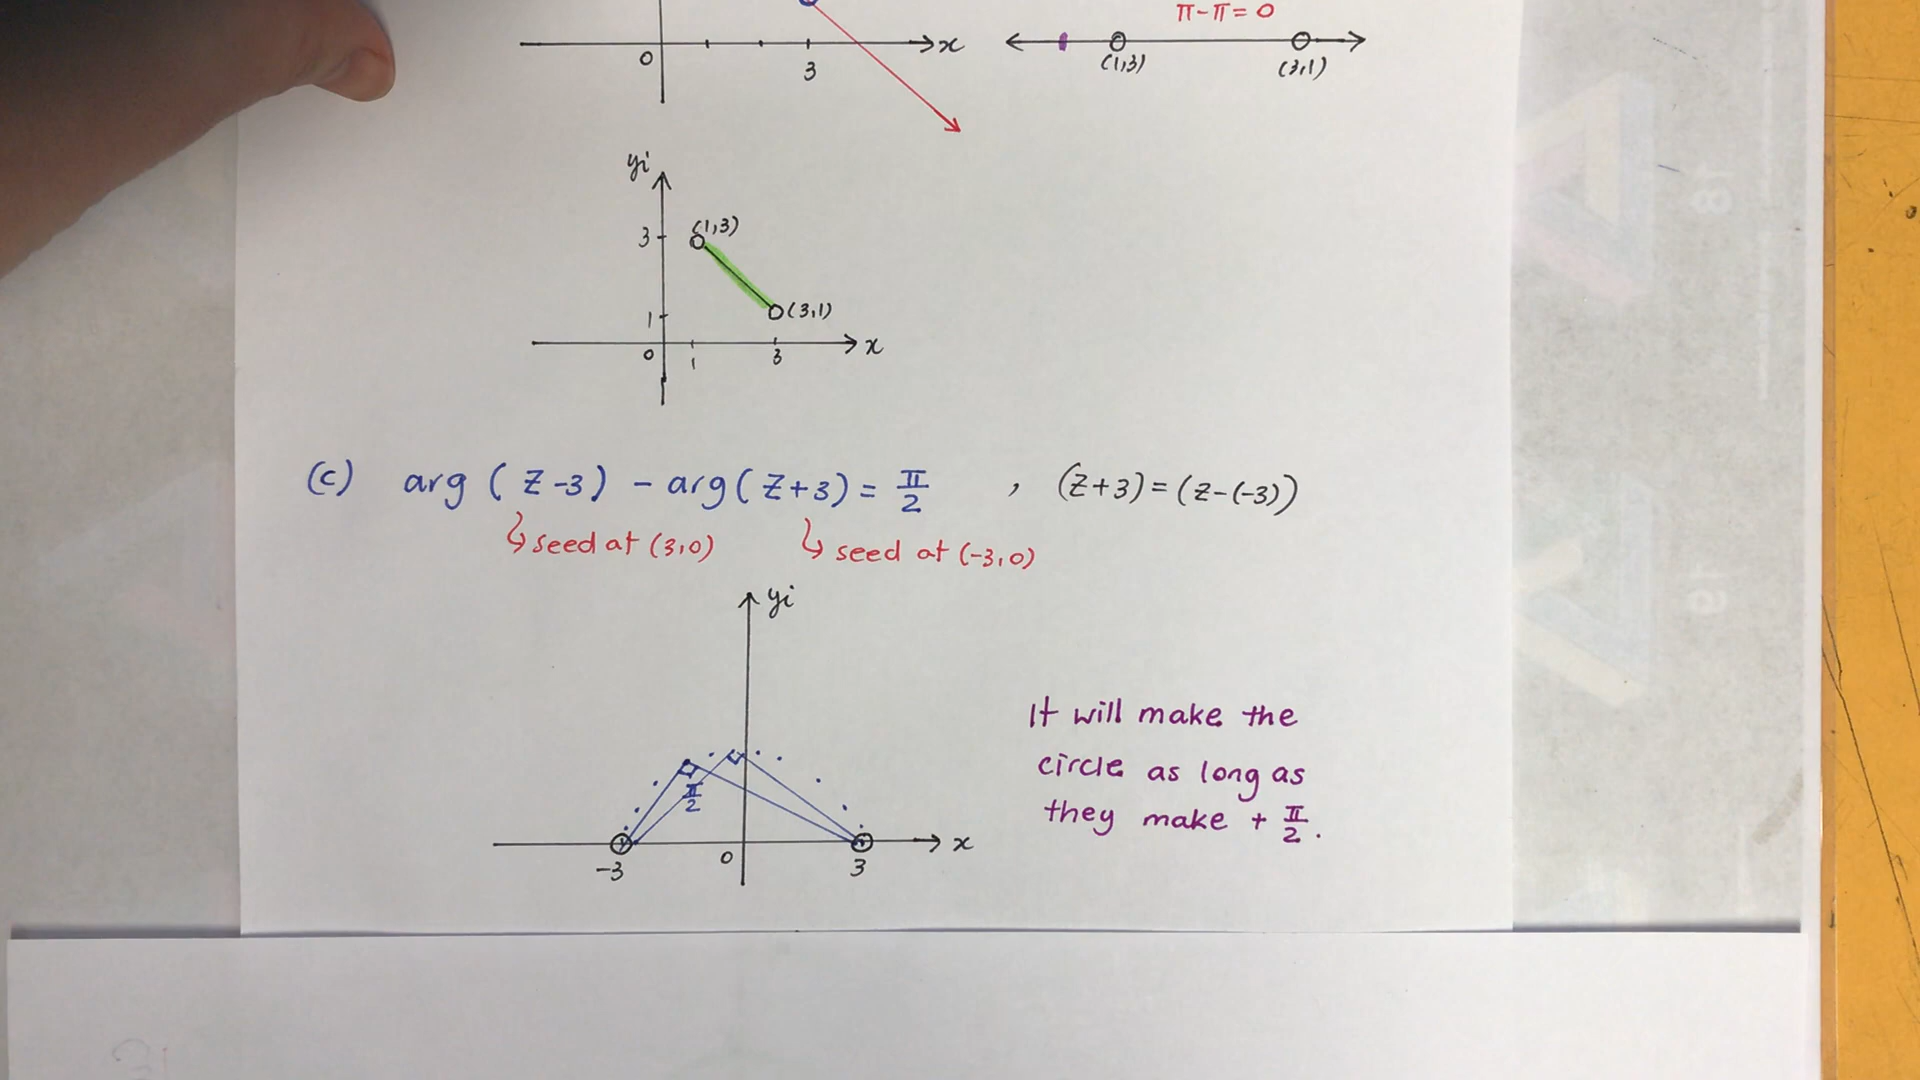 π-π= 0
x
0
3
(1,3)
(3,1)
yi
(1,3)
3
(3,1)
1
x
0
1
3
(c) arg ( z -3) - arg( z+3) = π/2 , (z+3) = (z-(-3))
↳ seed at (3,0) ↳ seed at (-3,0)
yi
It will make the
circle as long as
they make + π/2 .
π/2
x
0
-3
3